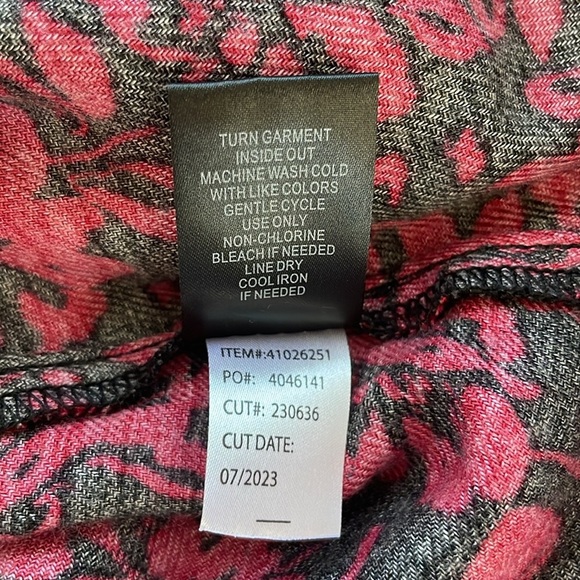 TURN GARMENT
INSIDE OUT
MACHINE WASH COLD
WITH LIKE COLORS
GENTLE CYCLE
USE ONLY
NON-CHLORINE
BLEACH IF NEEDED
LINE DRY
COOL IRON
IF NEEDED
ITEM#:41026251
PO#: 4046141
CUT#: 230636
CUT DATE:
07/2023